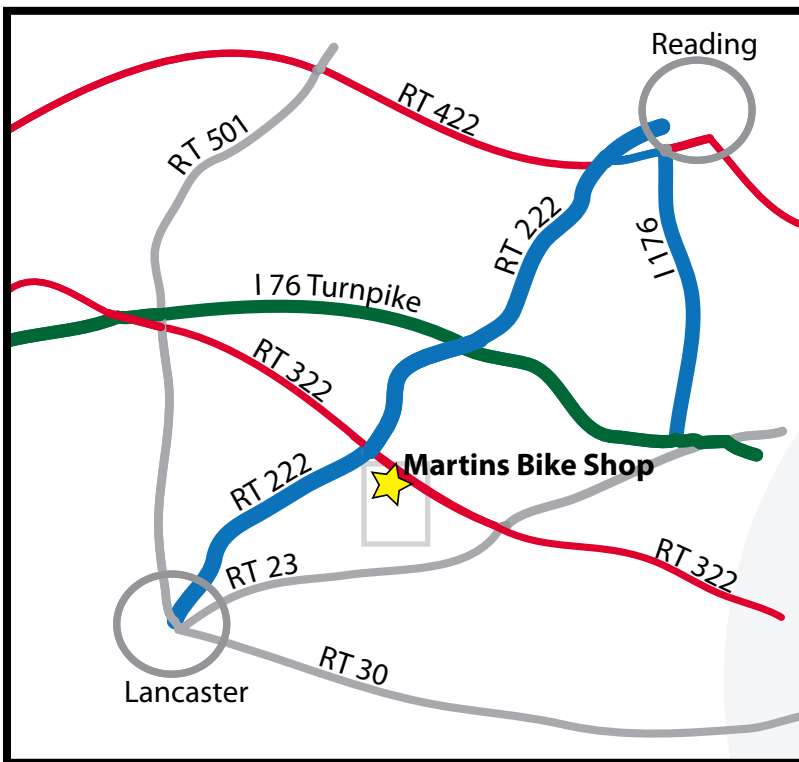 Reading
RT 422
RT 501
RT 222
I 176
I 76 Turnpike
RT 322
Martins Bike Shop
RT 222
RT 23
RT 322
RT 30
Lancaster